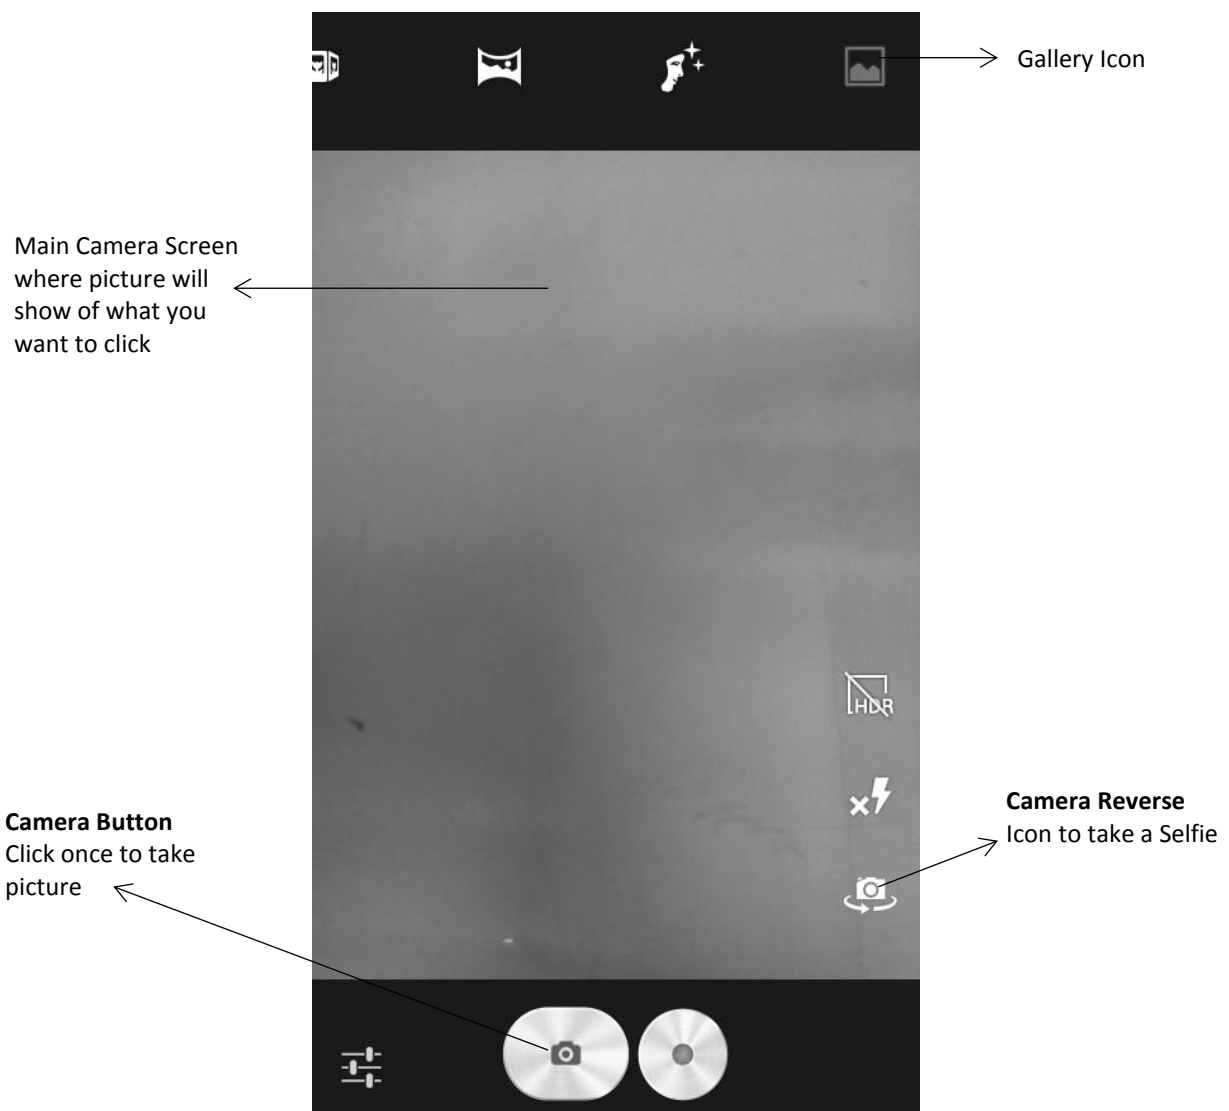 Gallery Icon
Main Camera Screen
where picture will
show of what you
want to click
HDR
Camera Reverse
Icon to take a Selfie
Camera Button
Click once to take
picture